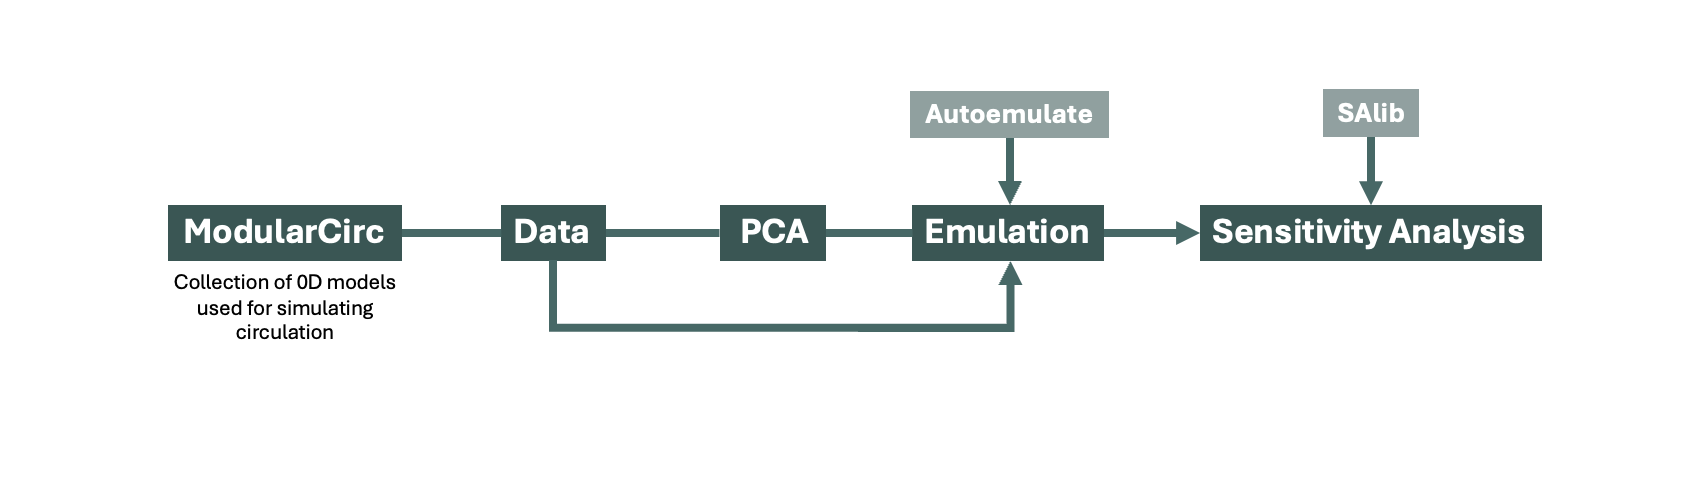 Autoemulate
SAlib
ModularCirc
Data
PCA
Emulation
Sensitivity Analysis
Collection of 0D models
used for simulating
circulation